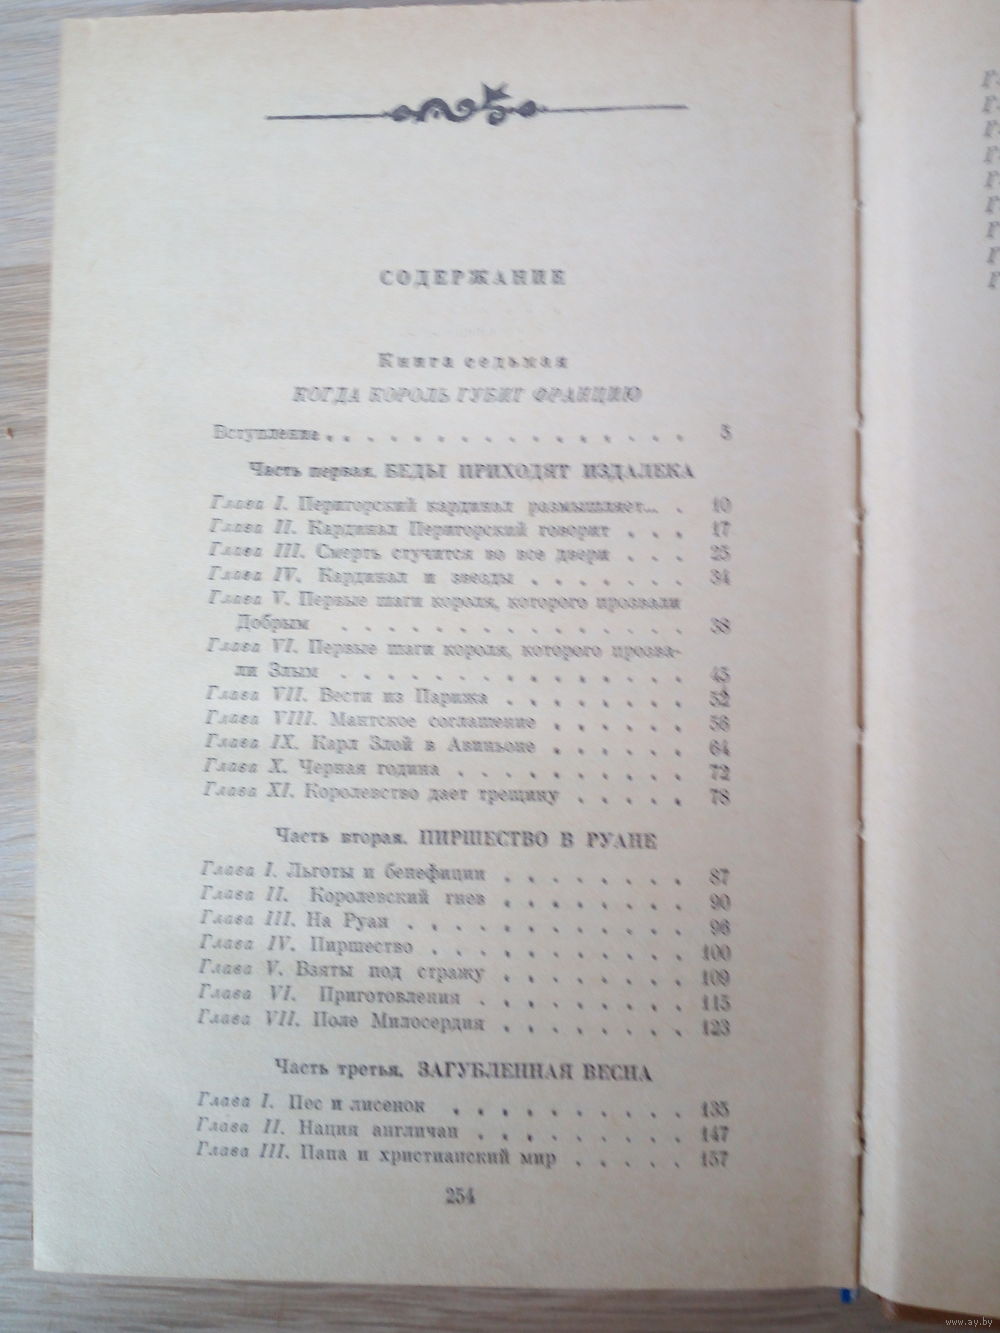 СОДЕРЖАНИЕ
Книга седьмая
КОГДА КОРОЛЬ ГУБИТ ФРАНЦИЮ
Вступление . . . . . . . . . . . . . . . . 5
Часть первая. БЕДЫ ПРИХОДЯТ ИЗДАЛЕКА
Глава I. Перигорский кардинал размышляет... . 10
Глава II. Кардинал Перигорский говорит . . . 17
Глава III. Смерть стучится во все двери . . . 25
Глава IV. Кардинал и звезды . . . . . . . 34
Глава V. Первые шаги короля, которого прозвали
Добрым . . . . . . . . . . . . . 38
Глава VI. Первые шаги короля, которого прозва-
ли Злым . . . . . . . . . . . . . 45
Глава VII. Вести из Парижа . . . . . . . . 52
Глава VIII. Мантское соглашение . . . . . . 56
Глава IX. Карл Злой в Авиньоне . . . . . . 64
Глава X. Черная година . . . . . . . . . . 72
Глава XI. Королевство дает трещину . . . . . 78
Часть вторая. ПИРШЕСТВО В РУАНЕ
Глава I. Льготы и бенефиции . . . . . . . . 87
Глава II. Королевский гнев . . . . . . . . 90
Глава III. На Руан . . . . . . . . . . . . 96
Глава IV. Пиршество . . . . . . . . . . . 100
Глава V. Взяты под стражу . . . . . . . . 109
Глава VI. Приготовления . . . . . . . . . 115
Глава VII. Поле Милосердия . . . . . . . . 123
Часть третья. ЗАГУБЛЕННАЯ ВЕСНА
Глава I. Пес и лисенок . . . . . . . . . . 135
Глава II. Нация англичан . . . . . . . . . 147
Глава III. Папа и христианский мир . . . . . 157
254
www.ay.by